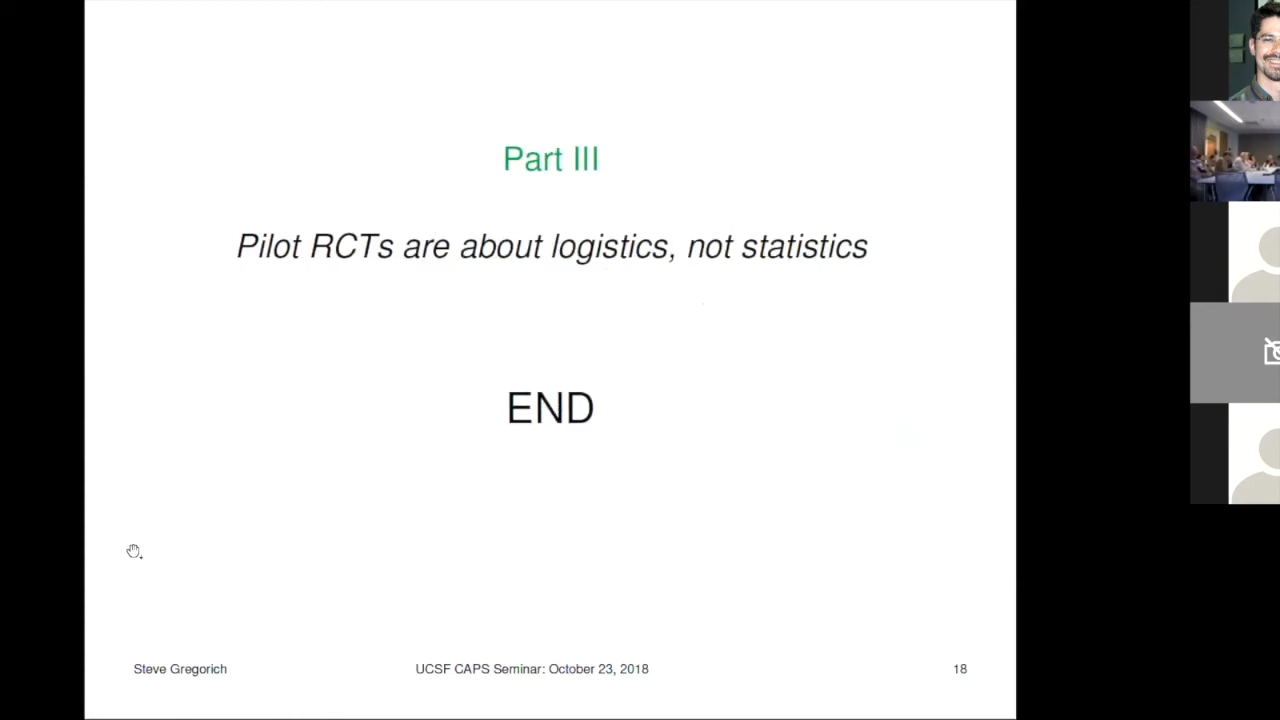 Part III
Pilot RCTs are about logistics, not statistics
END
Steve Gregorich
UCSF CAPS Seminar: October 23, 2018
18